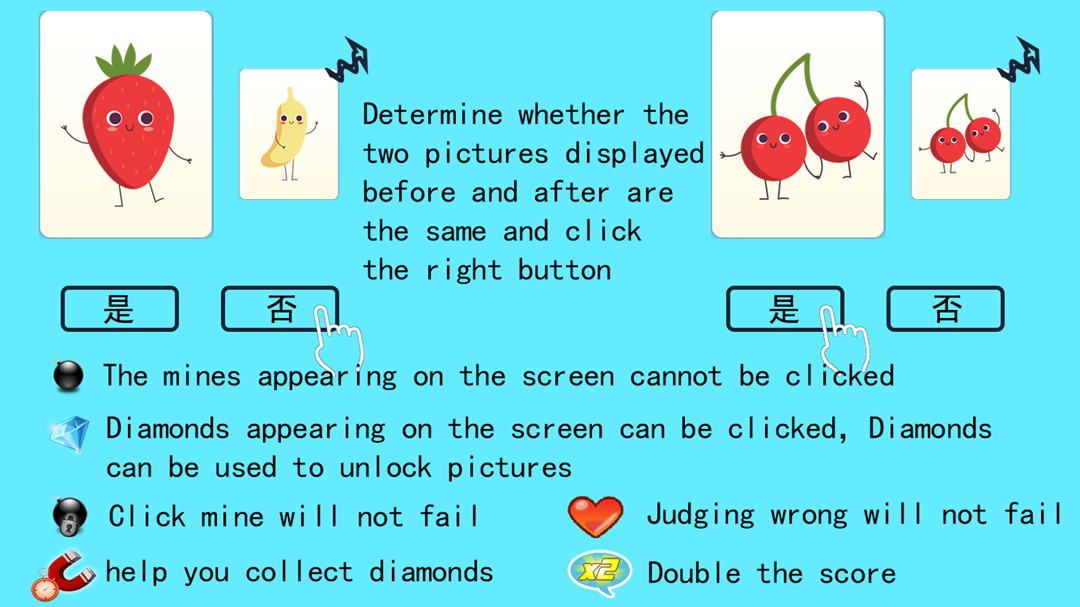 Determine whether the
two pictures displayed
before and after are
the same and click
the right button
是 否 是 否
The mines appearing on the screen cannot be clicked
Diamonds appearing on the screen can be clicked, Diamonds
can be used to unlock pictures
Click mine will not fail
Judging wrong will not fail
help you collect diamonds
x2
Double the score